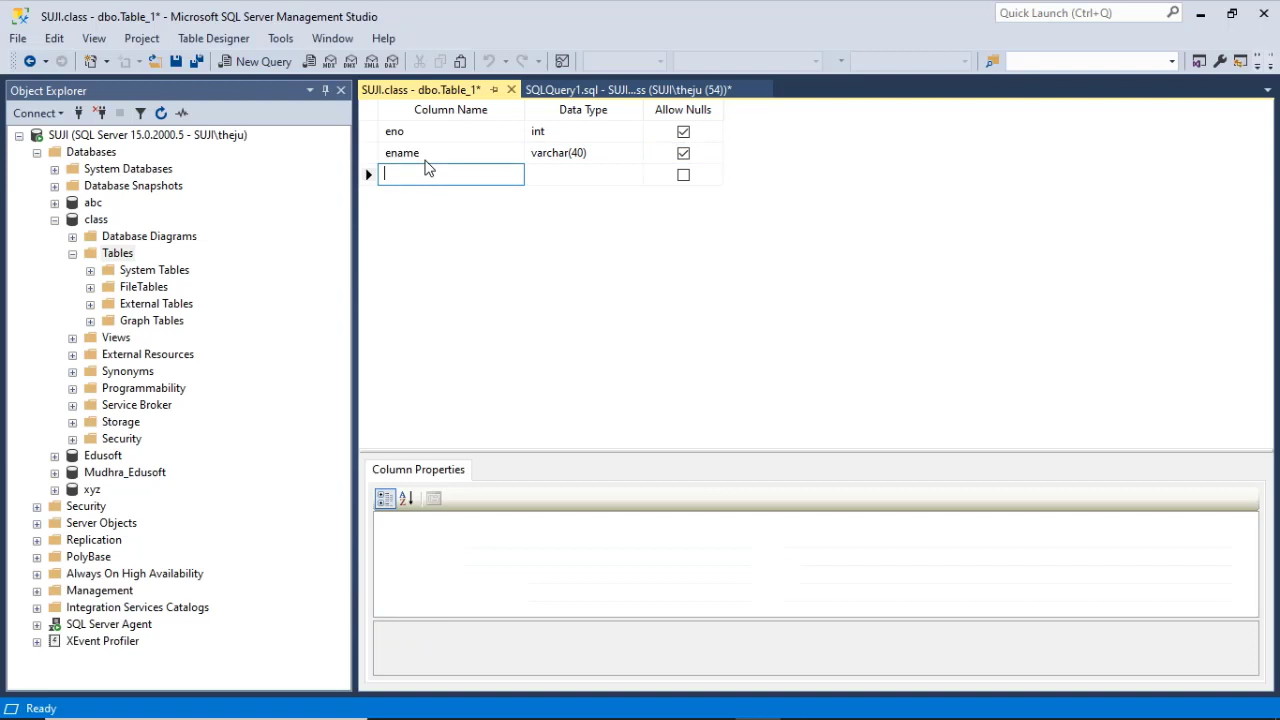 SUJI.class - dbo.Table_1* - Microsoft SQL Server Management Studio
Quick Launch (Ctrl+Q)
File Edit View Project Table Designer Tools Window Help
New Query
MDX DMX XMLA DAX
Object Explorer
SUJI.class - dbo.Table_1*
SQLQuery1.sql - SUJI...ss (SUJI\theju (54))*
Connect
Column Name Data Type Allow Nulls
eno int
ename varchar(40)
SUJI (SQL Server 15.0.2000.5 - SUJI\theju)
Databases
System Databases
Database Snapshots
abc
class
Database Diagrams
Tables
System Tables
FileTables
External Tables
Graph Tables
Views
External Resources
Synonyms
Programmability
Service Broker
Storage
Security
Edusoft
Mudhra_Edusoft
xyz
Security
Server Objects
Replication
PolyBase
Always On High Availability
Management
Integration Services Catalogs
SQL Server Agent
XEvent Profiler
Column Properties
Ready